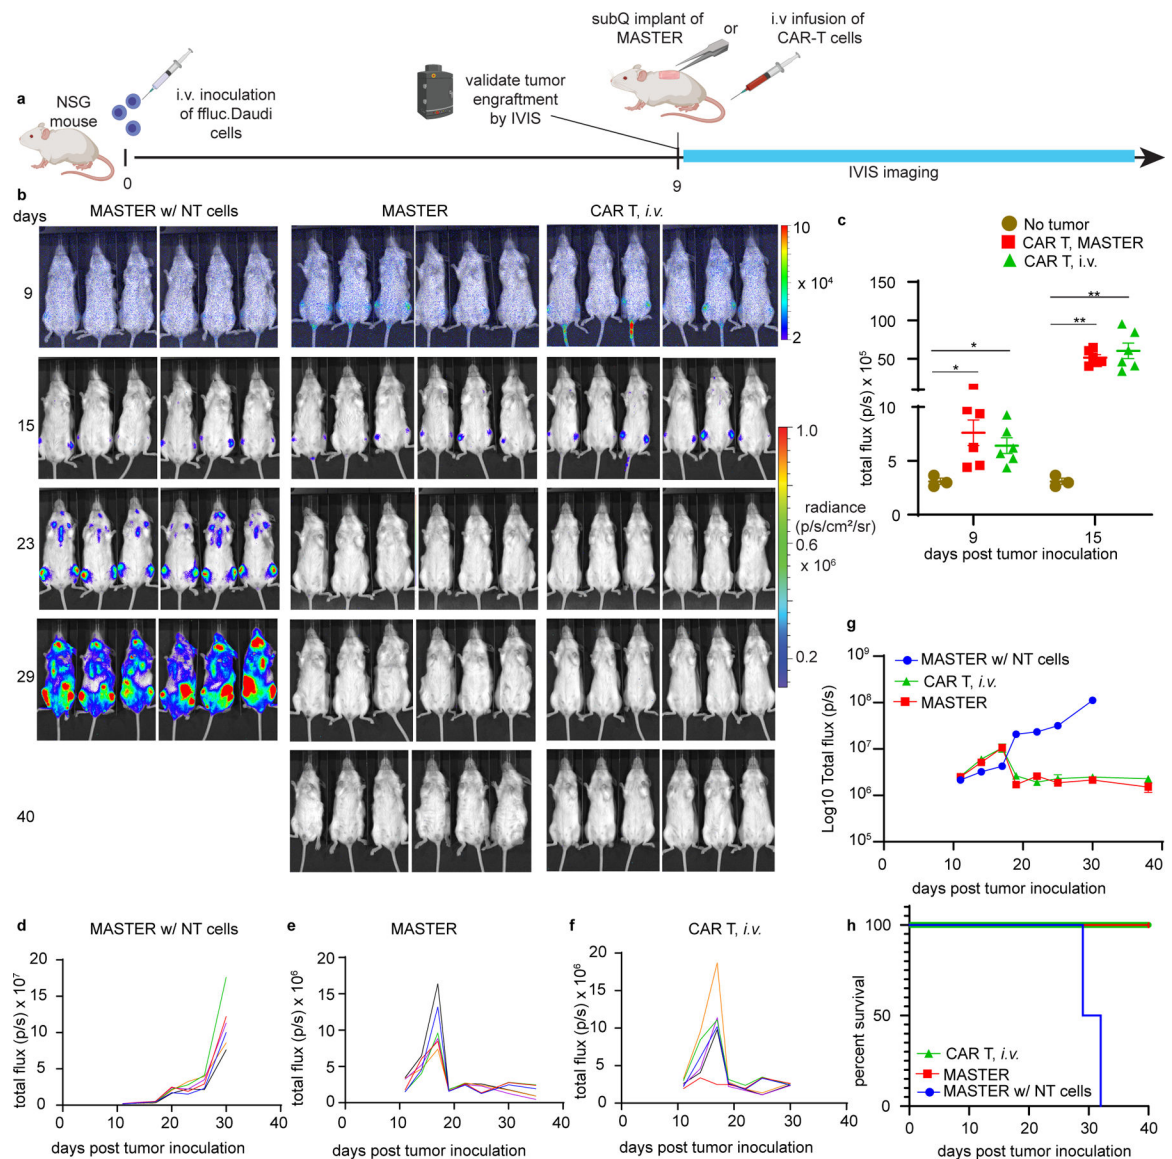 subQ implant of
MASTER
or
i.v infusion of
CAR-T cells
a
NSG
mouse
i.v. inoculation
of ffluc.Daudi
cells
validate tumor
engraftment
by IVIS
0
9
IVIS imaging
b
days
MASTER w/ NT cells
MASTER
CAR T, i.v.
9
15
23
29
40
10
x 10⁴
2
1.0
radiance
(p/s/cm²/sr)
0.6
x 10⁶
0.2
c
No tumor
CAR T, MASTER
CAR T, i.v.
total flux (p/s) x 10⁵
150
100
50
10
5
0
*
*
**
**
9
15
days post tumor inoculation
g
MASTER w/ NT cells
CAR T, i.v.
MASTER
Log10 Total flux (p/s)
10⁹
10⁸
10⁷
10⁶
10⁵
0
10
20
30
40
days post tumor inoculation
d
MASTER w/ NT cells
total flux (p/s) x 10⁷
20
15
10
5
0
0
10
20
30
40
days post tumor inoculation
e
MASTER
total flux (p/s) x 10⁶
20
15
10
5
0
0
10
20
30
40
days post tumor inoculation
f
CAR T, i.v.
total flux (p/s) x 10⁶
20
15
10
5
0
0
10
20
30
40
days post tumor inoculation
h
percent survival
100
50
0
CAR T, i.v.
MASTER
MASTER w/ NT cells
0
20
40
days post tumor inoculation